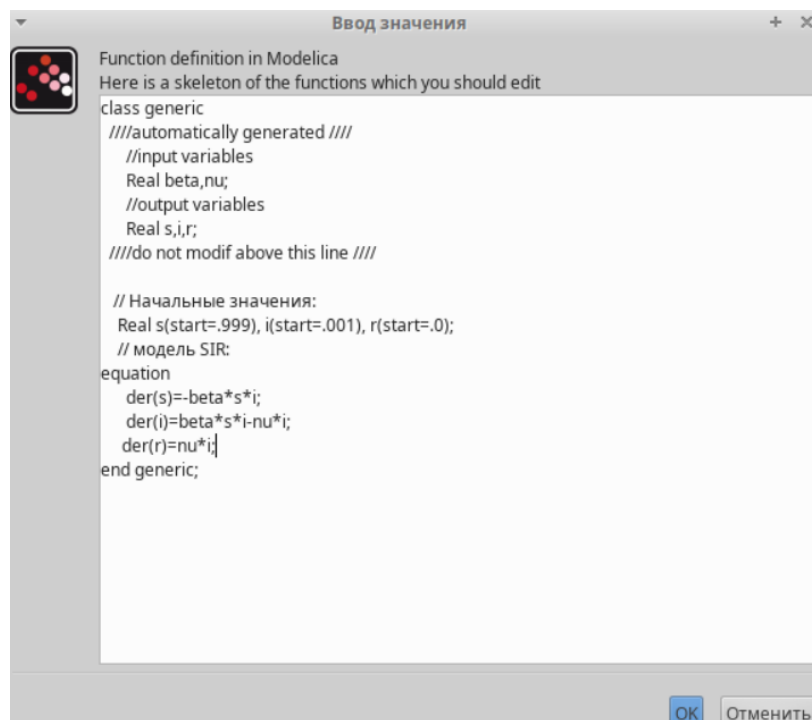 Ввод значения
Function definition in Modelica
Here is a skeleton of the functions which you should edit
class generic
////automatically generated ////
//input variables
Real beta,nu;
//output variables
Real s,i,r;
////do not modif above this line ////
// Начальные значения:
Real s(start=.999), i(start=.001), r(start=.0);
// модель SIR:
equation
der(s)=-beta*s*i;
der(i)=beta*s*i-nu*i;
der(r)=nu*i;
end generic;
OK Отменить